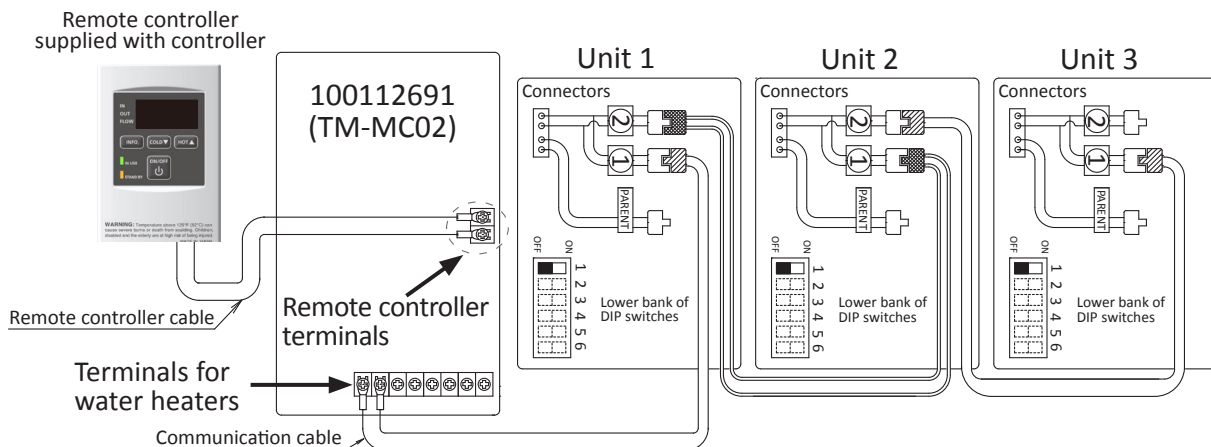 Remote controller
supplied with controller
IN
OUT
FLOW
INFO.
COLD▼
HOT▲
IN USE
STAND BY
ON/OFF
WARNING: Temperature above 125°F (52°C) can
cause severe burns or death from scalding. Children,
disabled and the elderly are at high risk of being injured.
Remote controller cable
100112691
(TM-MC02)
Remote controller
terminals
Terminals for
water heaters
Communication cable
Unit 1
Connectors
2
1
PARENT
OFF
ON
1
2
3
4
5
6
Lower bank of
DIP switches
Unit 2
Connectors
2
1
PARENT
OFF
ON
1
2
3
4
5
6
Lower bank of
DIP switches
Unit 3
Connectors
2
1
PARENT
OFF
ON
1
2
3
4
5
6
Lower bank of
DIP switches